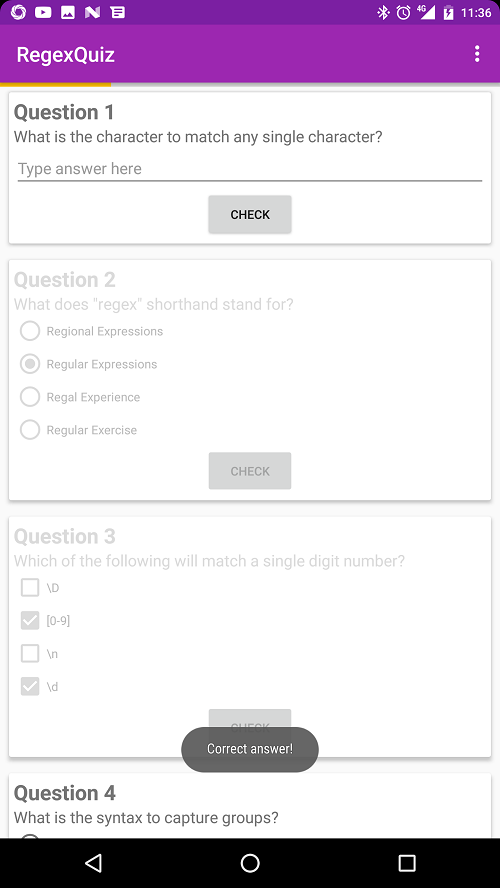 4G
11:36
RegexQuiz
Question 1
What is the character to match any single character?
Type answer here
CHECK
Question 2
What does "regex" shorthand stand for?
Regional Expressions
Regular Expressions
Regal Experience
Regular Exercise
CHECK
Question 3
Which of the following will match a single digit number?
\D
[0-9]
\n
\d
CHECK
Correct answer!
Question 4
What is the syntax to capture groups?